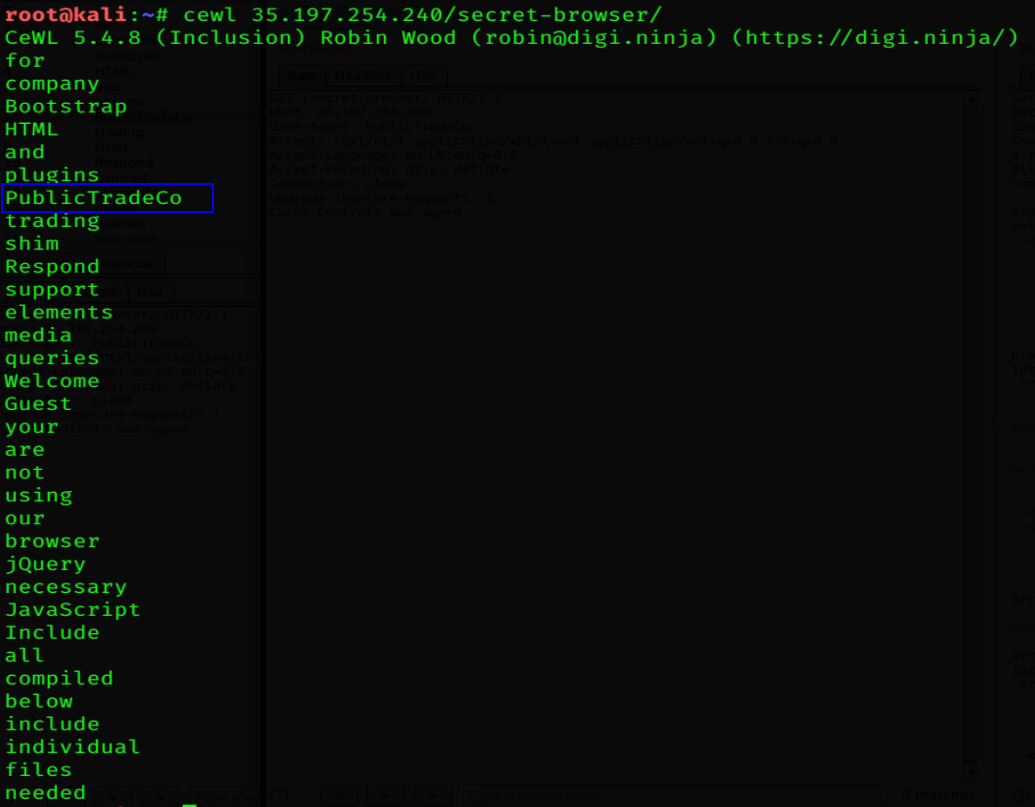 root@kali:~# cewl 35.197.254.240/secret-browser/
CeWL 5.4.8 (Inclusion) Robin Wood (robin@digi.ninja) (https://digi.ninja/)
for
company
Bootstrap
HTML
and
plugins
PublicTradeCo
trading
shim
Respond
support
elements
media
queries
Welcome
Guest
your
are
not
using
our
browser
jQuery
necessary
JavaScript
Include
all
compiled
below
include
individual
files
needed
Raw Headers Hex
GET /secret-browser/ HTTP/1.1
Host: 35.197.254.240
User-Agent: PublicTradeCo
Accept: text/html,application/xhtml+xml,application/xml;q=0.9,*/*;q=0.8
Accept-Language: en-US,en;q=0.5
Accept-Encoding: gzip, deflate
Connection: close
Upgrade-Insecure-Requests: 1
Cache-Control: max-age=0
0 matches